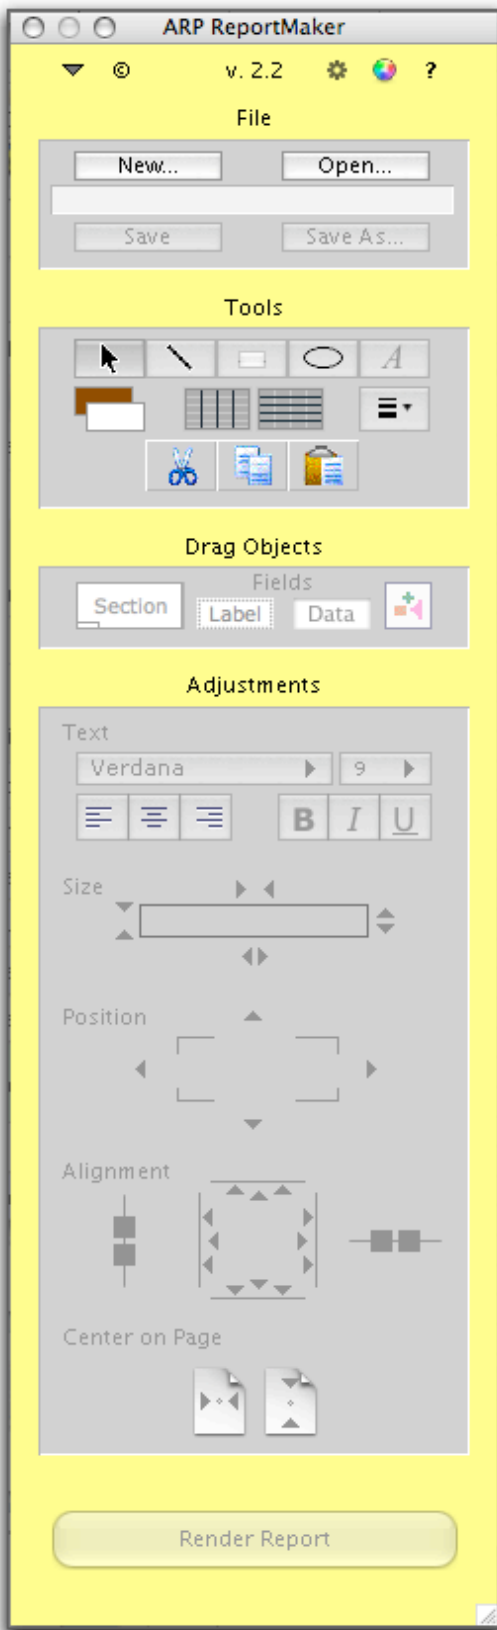 ARP ReportMaker
© v. 2.2 ?
File
New... Open...
Save Save As...
Tools
A
Drag Objects
Fields
Section Label Data
Adjustments
Text
Verdana 9
B I U
Size
Position
Alignment
Center on Page
Render Report